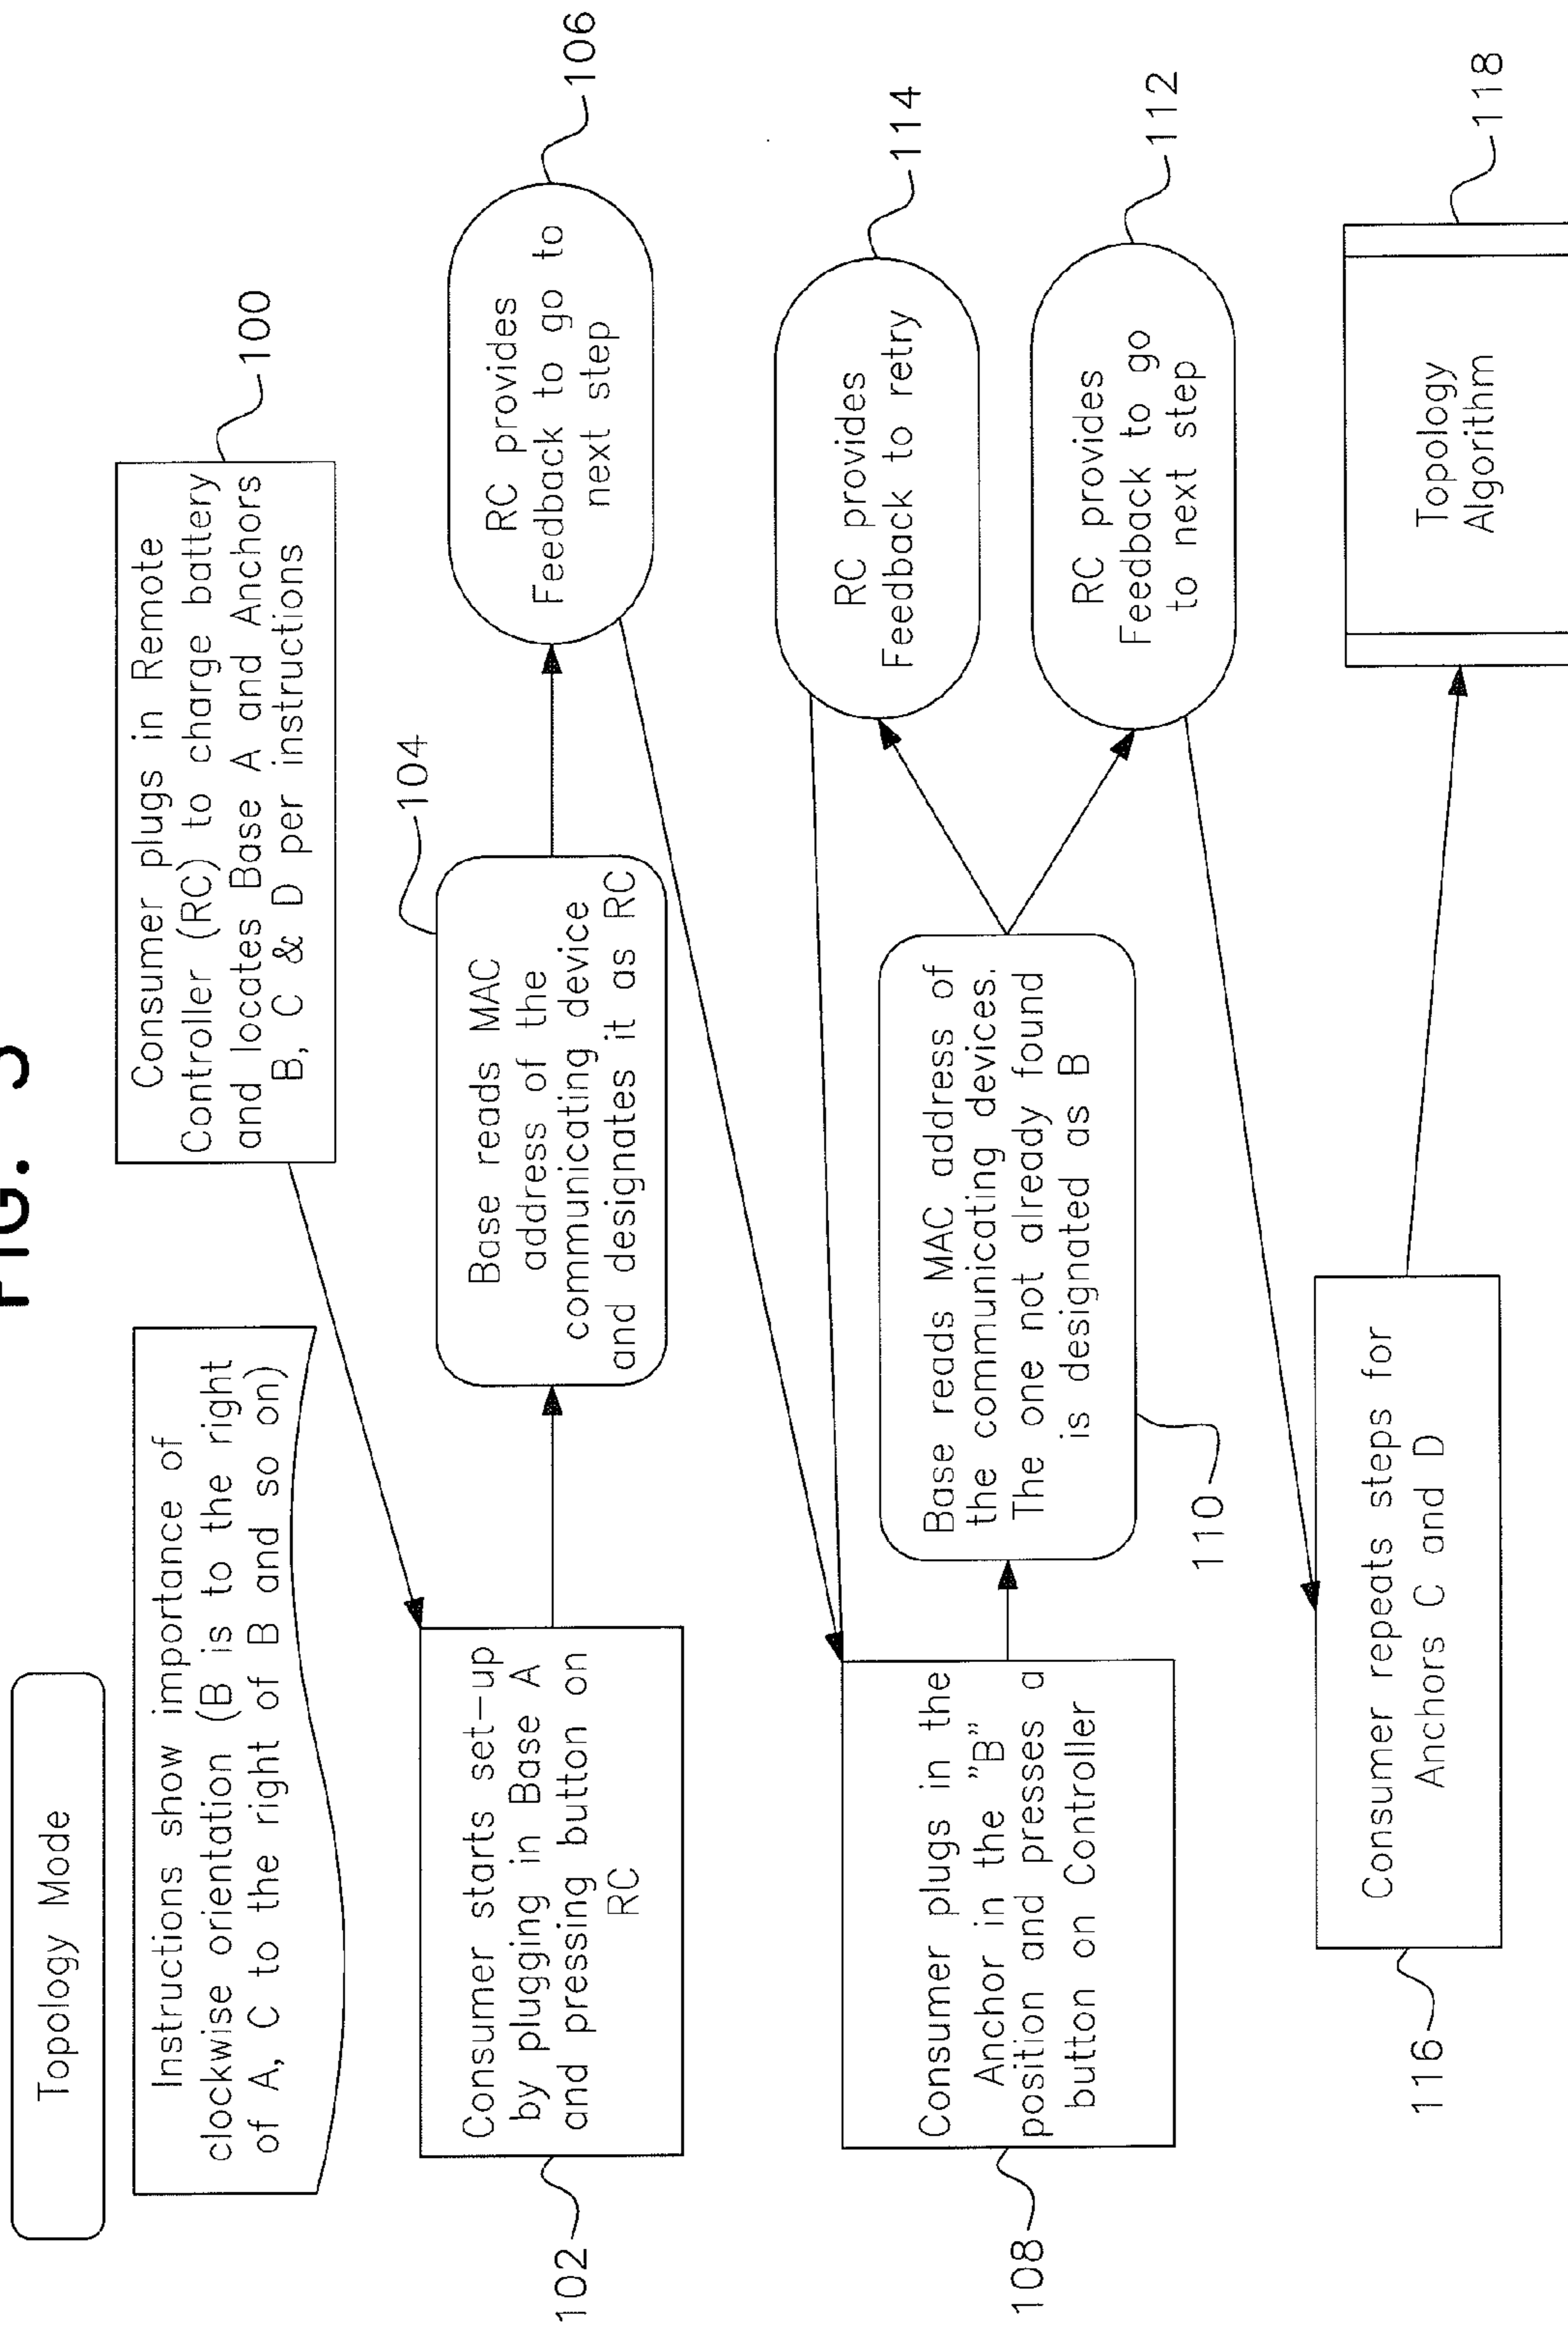 FIG. 3
Topology Mode
Instructions show importance of
clockwise orientation (B is to the right
of A, C to the right of B and so on)
Consumer plugs in Remote
Controller (RC) to charge battery
and locates Base A and Anchors
B, C & D per instructions
100
Consumer starts set-up
by plugging in Base A
and pressing button on
RC
102
Base reads MAC
address of the
communicating device
and designates it as RC
104
RC provides
Feedback to go to
next step
106
Consumer plugs in the
Anchor in the "B"
position and presses a
button on Controller
108
Base reads MAC address of
the communicating devices.
The one not already found
is designated as B
110
RC provides
Feedback to retry
114
RC provides
Feedback to go
to next step
112
Consumer repeats steps for
Anchors C and D
116
Topology
Algorithm
118